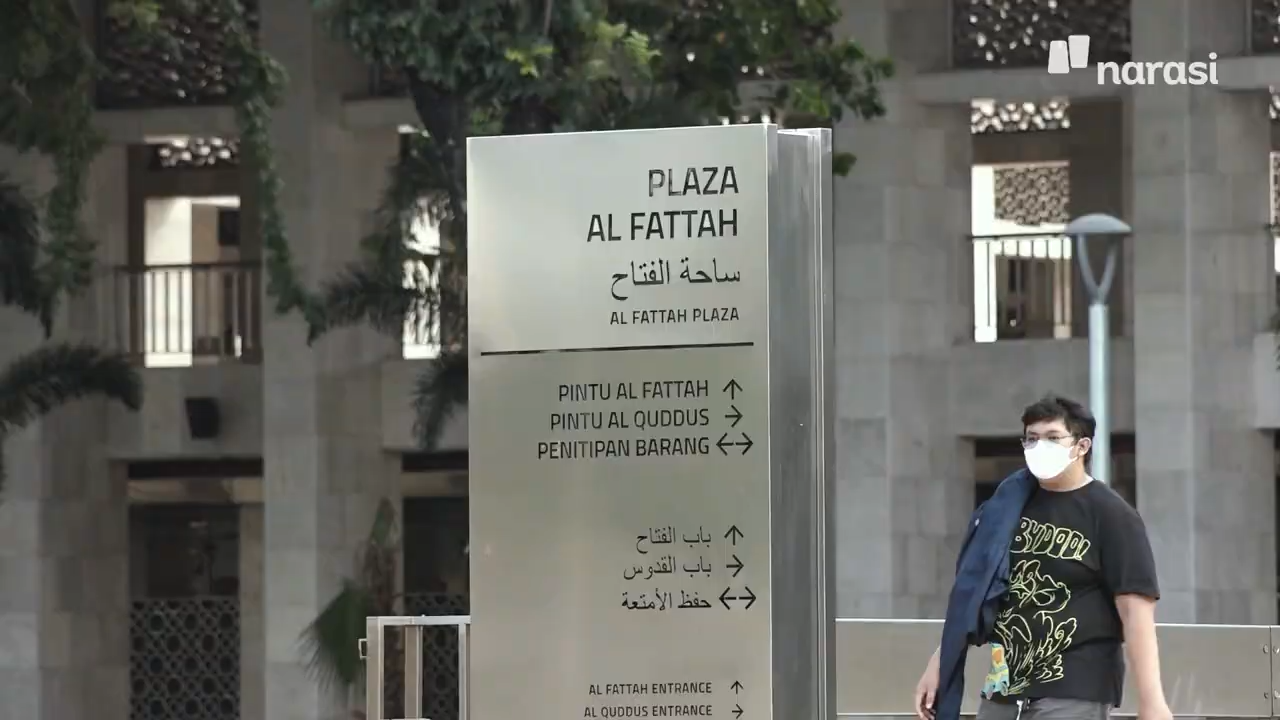 narasi
PLAZA
AL FATTAH
ساحة الفتاح
AL FATTAH PLAZA
PINTU AL FATTAH ↑
PINTU AL QUDDUS →
PENITIPAN BARANG ↔
باب الفتاح ↑
باب القدوس →
حفظ الأمتعة ↔
AL FATTAH ENTRANCE ↑
AL QUDDUS ENTRANCE →